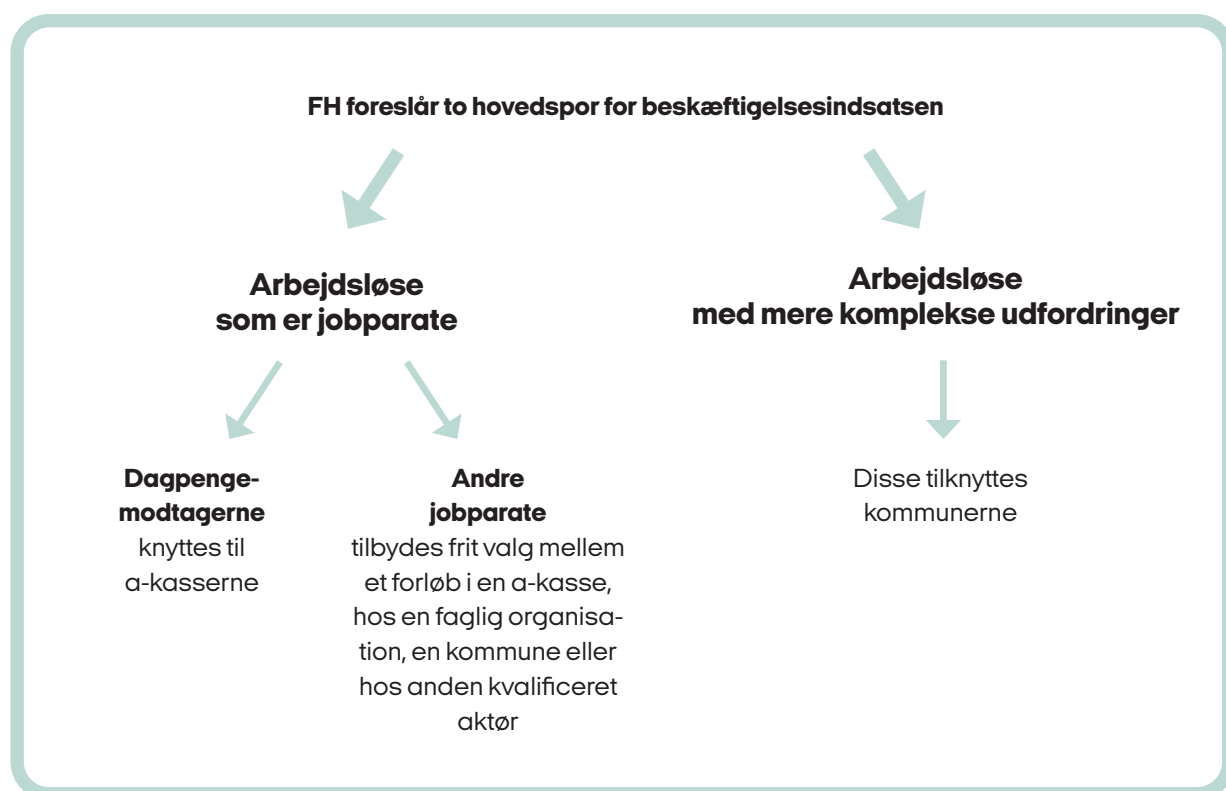 FH foreslår to hovedspor for beskæftigelsesindsatsen
Arbejdsløse
som er jobparate
Arbejdsløse
med mere komplekse udfordringer
Dagpenge-
modtagerne
knyttes til
a-kasserne
Andre
jobparate
tilbydes frit valg mellem
et forløb i en a-kasse,
hos en faglig organisa-
tion, en kommune eller
hos anden kvalificeret
aktør
Disse tilknyttes
kommunerne